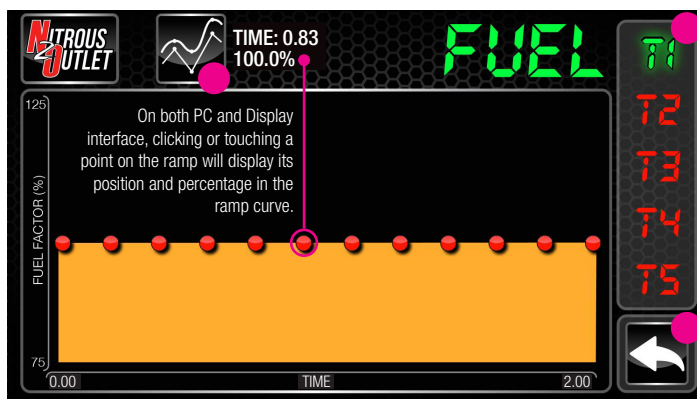 NITROUS
2
OUTLET
TIME: 0.83
100.0%
FUEL
T1
T2
T3
T4
T5
125
On both PC and Display
interface, clicking or touching a
point on the ramp will display its
position and percentage in the
ramp curve.
FUEL FACTOR (%)
75
0.00 TIME 2.00